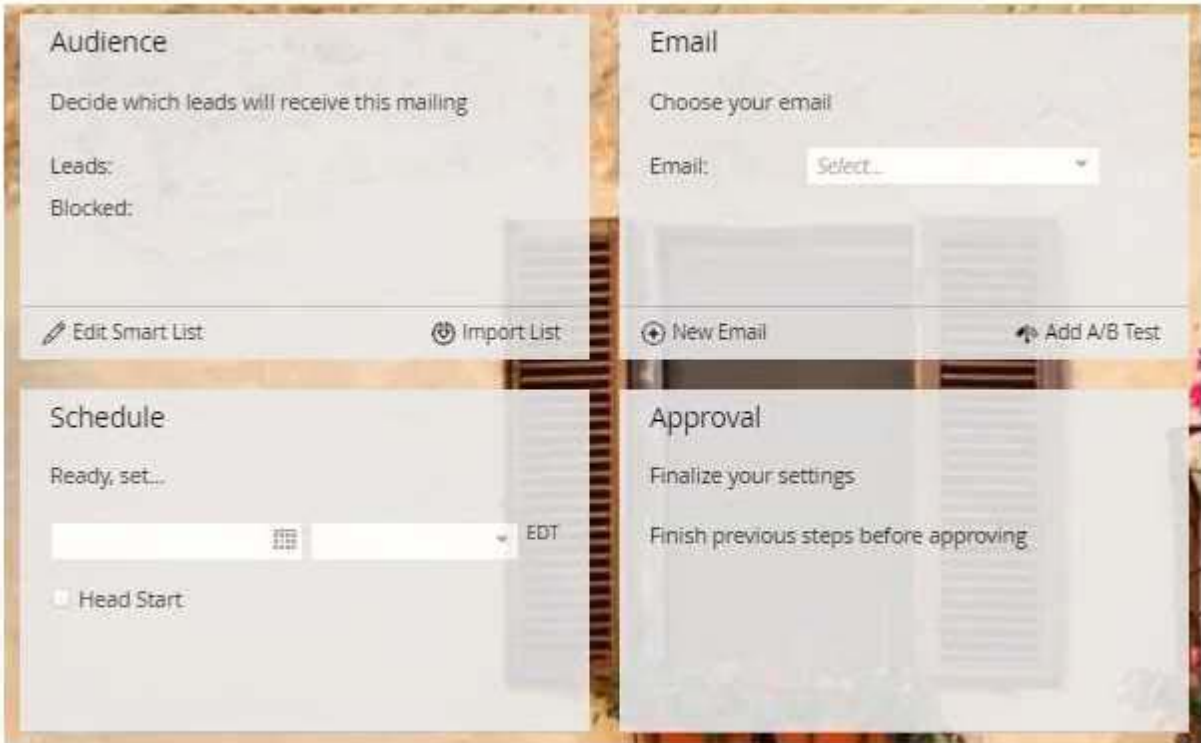 Audience
Decide which leads will receive this mailing
Leads:
Blocked:
Edit Smart List
Import List
Email
Choose your email
Email:
Select...
New Email
Add A/B Test
Schedule
Ready, set...
EDT
Head Start
Approval
Finalize your settings
Finish previous steps before approving